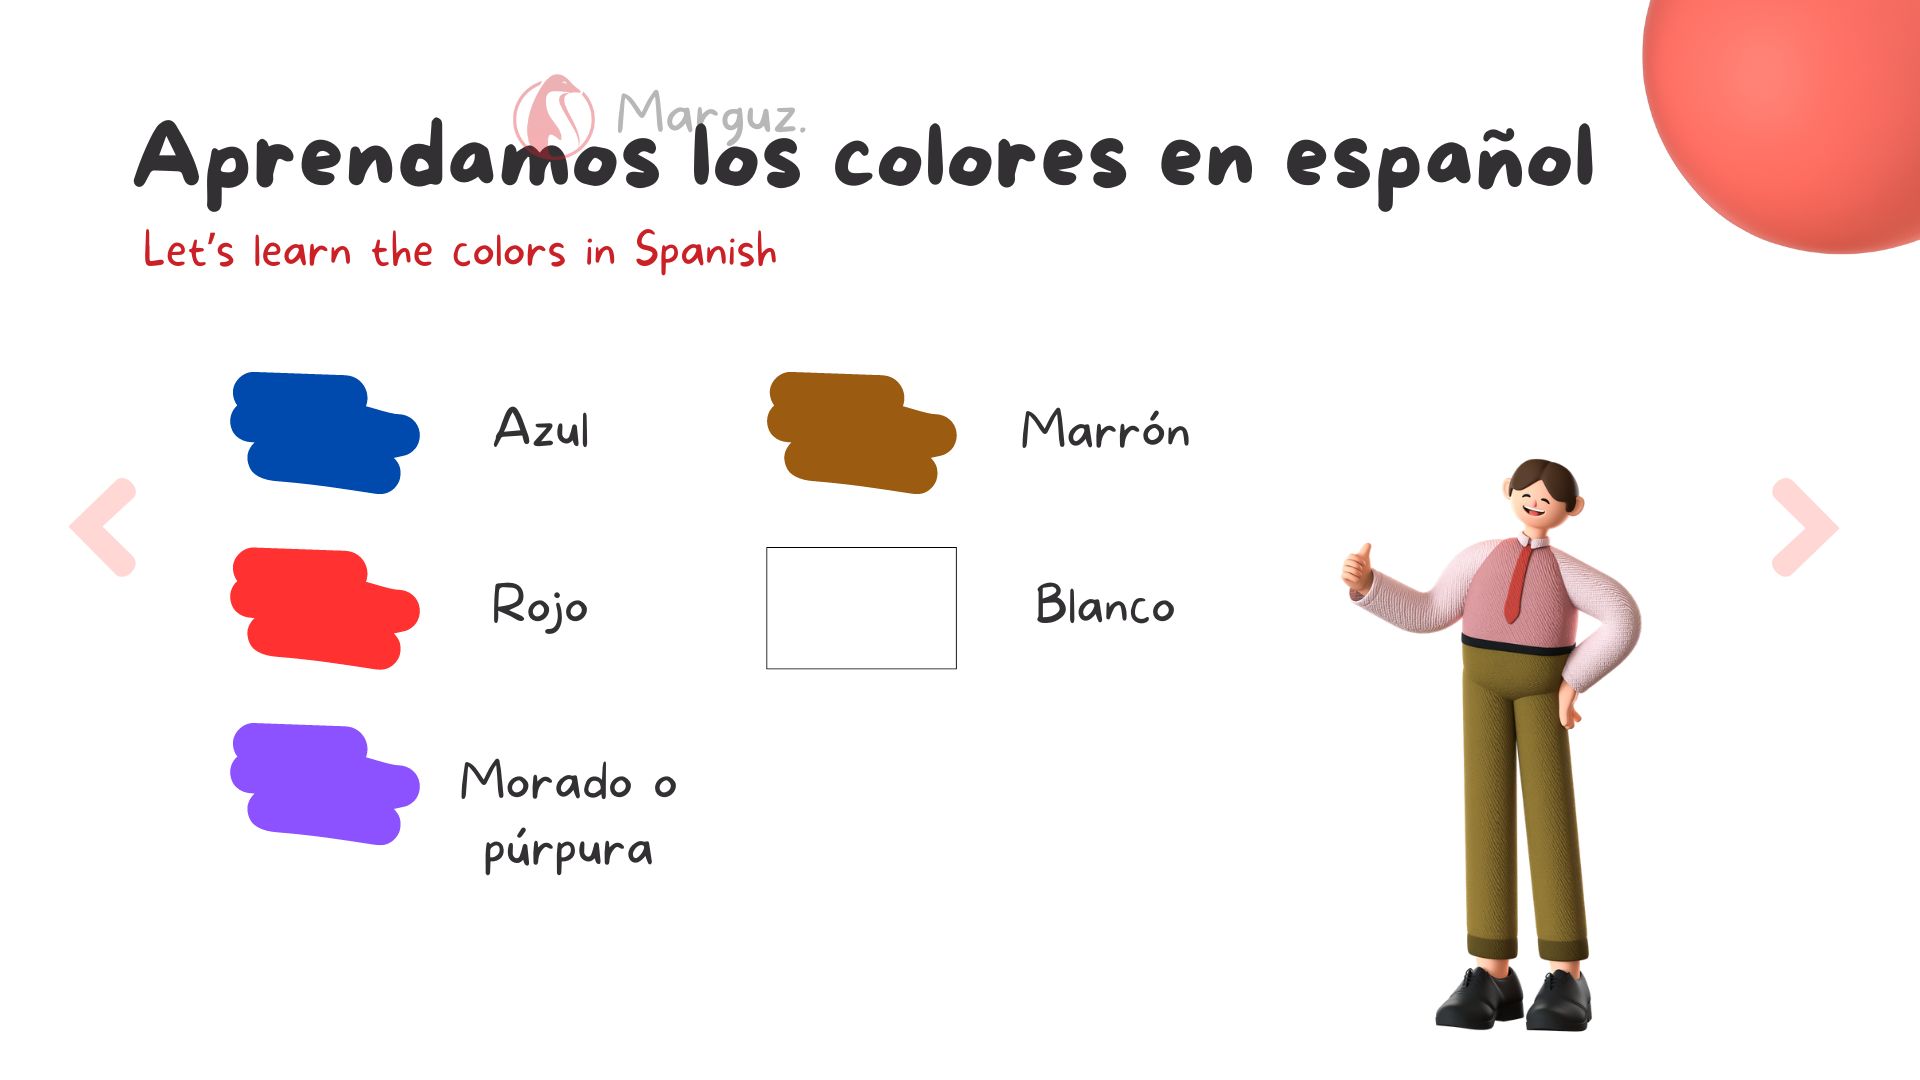 Marguz.
Aprendamos los colores en español
Let's learn the colors in Spanish
Azul
Marrón
Rojo
Blanco
Morado o
púrpura